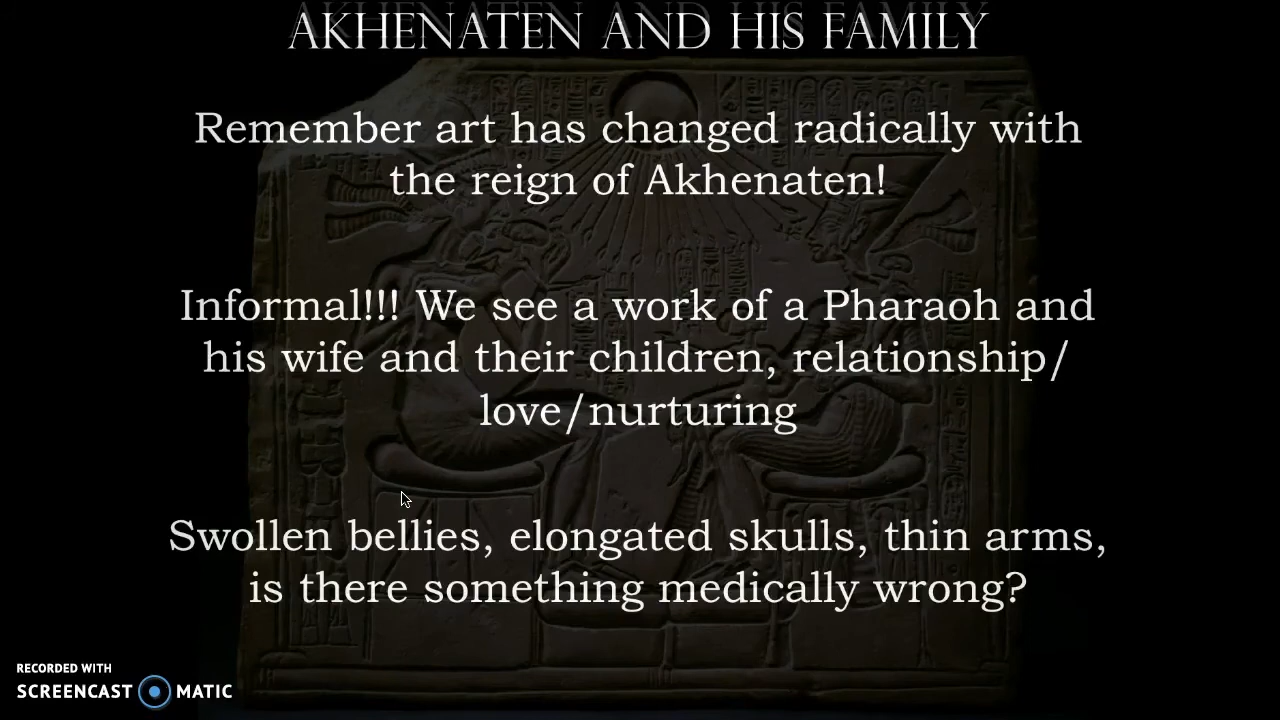 AKHENATEN AND HIS FAMILY
Remember art has changed radically with
the reign of Akhenaten!
Informal!!! We see a work of a Pharaoh and
his wife and their children, relationship/
love/nurturing
Swollen bellies, elongated skulls, thin arms,
is there something medically wrong?
RECORDED WITH
SCREENCAST MATIC